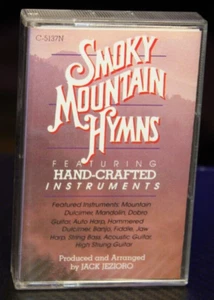 C-5137N
SMOKY
MOUNTAIN
HYMNS
FEATURING
HAND-CRAFTED
INSTRUMENTS
Featured Instruments: Mountain
Dulcimer, Mandolin, Dobro
Guitar, Auto Harp, Hammered
Dulcimer, Banjo, Fiddle, Jaw
Harp, String Bass, Acoustic Guitar,
High Strung-Guitar
Produced and Arranged
by JACK JEZIORO